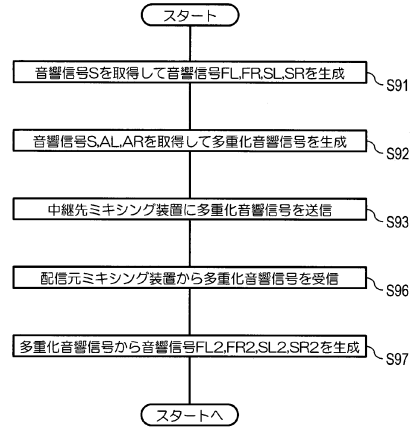 スタート
音響信号Sを取得して音響信号FL,FR,SL,SRを生成
S91
音響信号S,AL,ARを取得して多重化音響信号を生成
S92
中継先ミキシング装置に多重化音響信号を送信
S93
配信元ミキシング装置から多重化音響信号を受信
S96
多重化音響信号から音響信号FL2,FR2,SL2,SR2を生成
S97
スタートへ